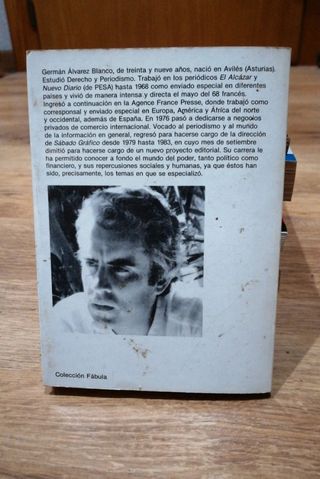 Germán Álvarez Blanco, de treinta y nueve años, nació en Avilés (Asturias).
Estudió Derecho y Periodismo. Trabajó en los periódicos El Alcázar y
Nuevo Diario (de PESA) hasta 1968 como enviado especial en diferentes
países y vivió de manera intensa y directa el mayo del 68 francés.
Ingresó a continuación en la Agence France Presse, donde trabajó como
corresponsal y enviado especial en Europa, Agmérica y África del norte
y occidental, además de España. En 1976 pasó a dedicarse a negocios
privados de comercio internacional. Vocado al periodismo y al mundo
de la información en general, regresó para hacerse cargo de la dirección
de Sábado Gráfico desde 1979 hasta 1983, en cuyo mes de setiembre
dimitió para hacerse cargo de un nuevo proyecto editorial. Su carrera le
ha permitido conocer a fondo el mundo del poder, tanto político como
financiero, y sus repercusiones sociales y humanas, ya que éstos han
sido, precisamente, los temas en que se especializó.
Colección Fábula